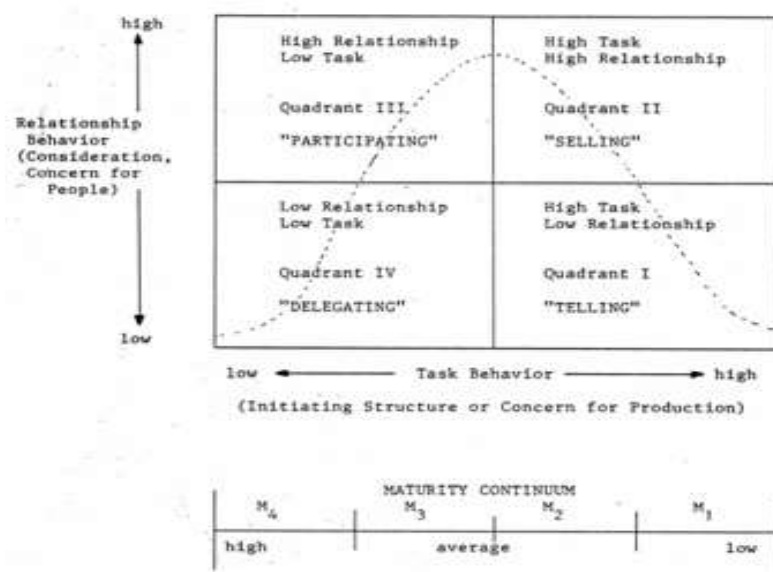 high
High Relationship
Low Task
High Task
High Relationship
Relationship
Behavior
(Consideration,
Concern for
People)
Quadrant III
"PARTICIPATING"
Quadrant II
"SELLING"
Low Relationship
Low Task
High Task
Low Relationship
Quadrant IV
"DELEGATING"
Quadrant I
"TELLING"
low
low Task Behavior high
(Initiating Structure or Concern for Production)
MATURITY CONTINUUM
M4 M3 M2 M1
high average low